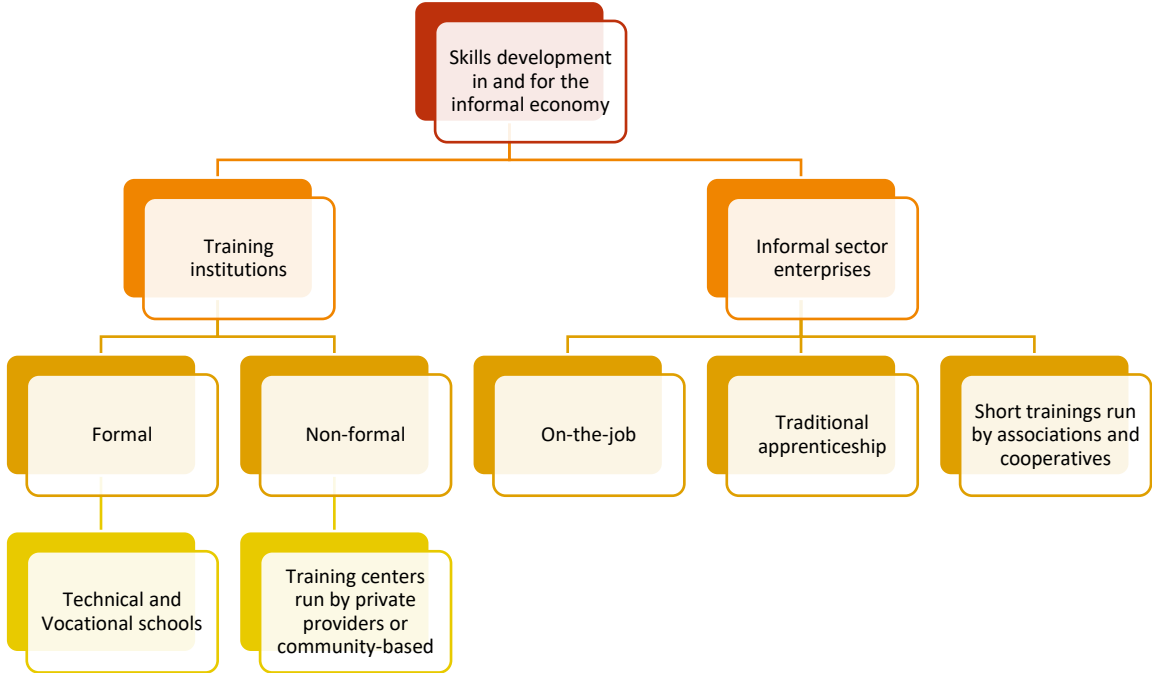 Skills development
in and for the
informal economy
Training
institutions
Informal sector
enterprises
Formal
Non-formal
On-the-job
Traditional
apprenticeship
Short trainings run
by associations and
cooperatives
Technical and
Vocational schools
Training centers
run by private
providers or
community-based